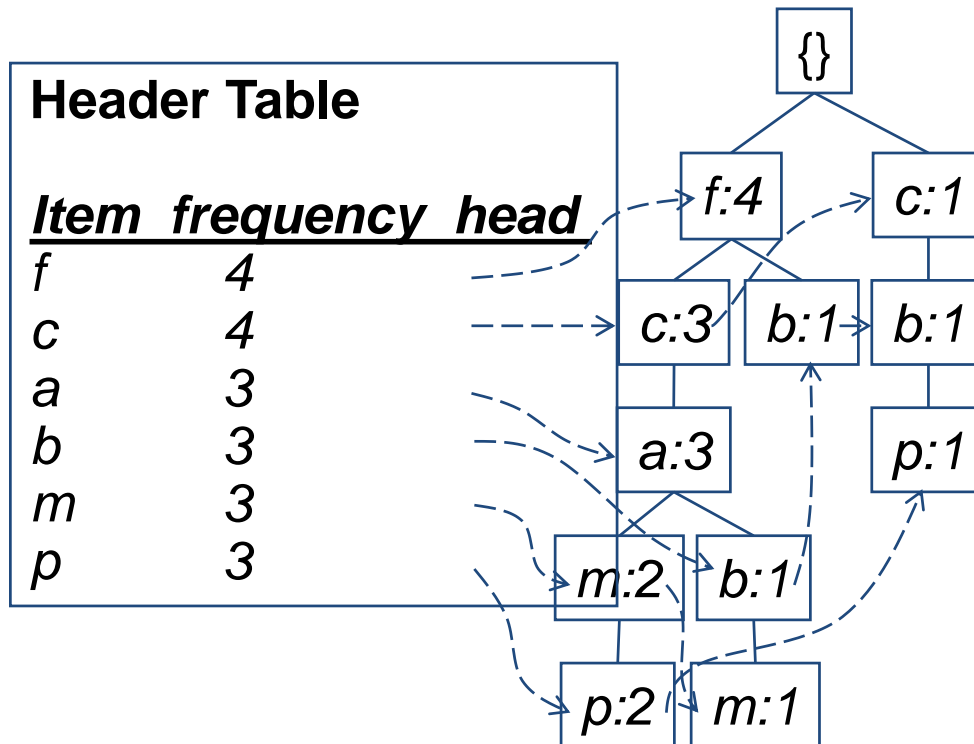 {}
Header Table
Item frequency head
f 4
c 4
a 3
b 3
m 3
p 3
f:4 c:1
c:3 b:1 b:1
a:3 p:1
m:2 b:1
p:2 m:1